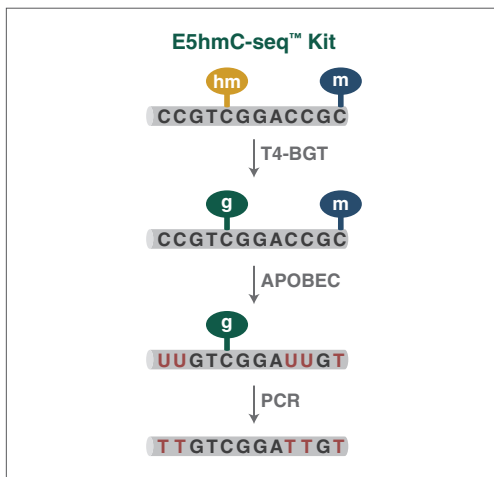 E5hmC-seq™ Kit
hm m
CCGTCGGACCGC
T4-BGT
g m
CCGTCGGACCGC
APOBEC
g
UUGTCGGAUUGT
PCR
TTGTCGGATTGT